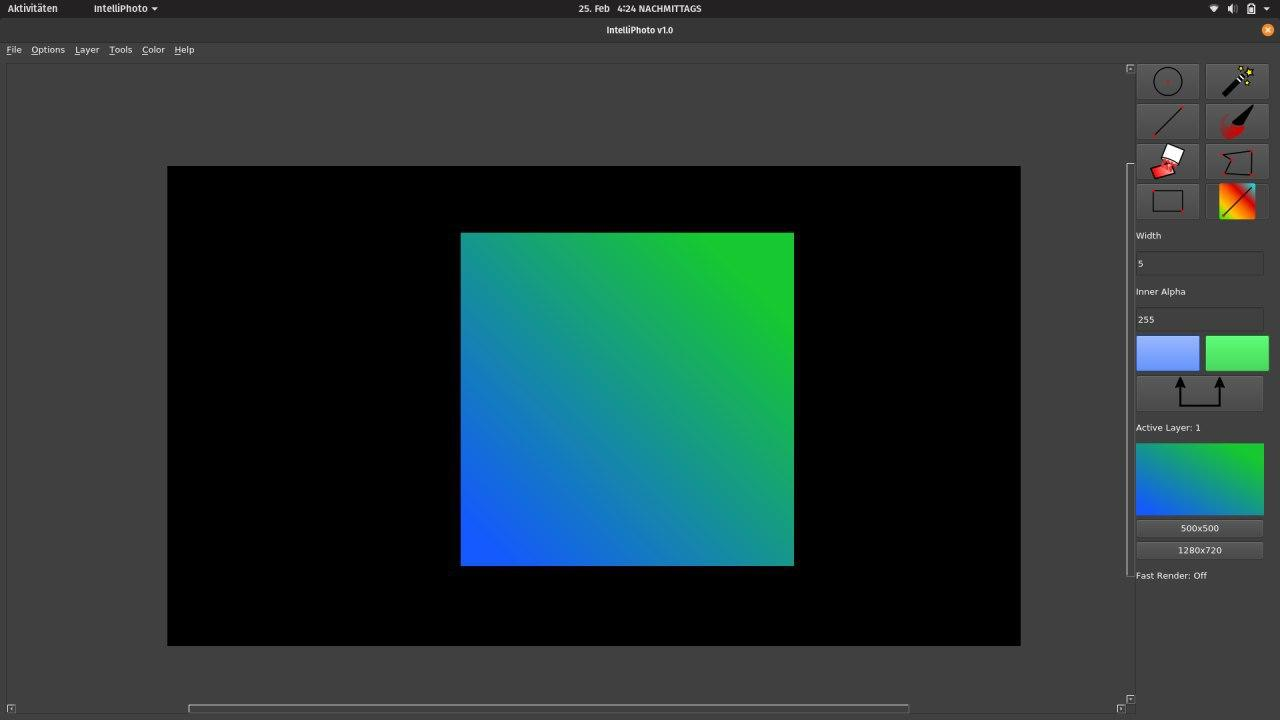 Aktivitäten IntelliPhoto 25. Feb 4:24 NACHMITTAGS
IntelliPhoto v1.0
File Options Layer Tools Color Help
Width
5
Inner Alpha
255
Active Layer: 1
500x500
1280x720
Fast Render: Off